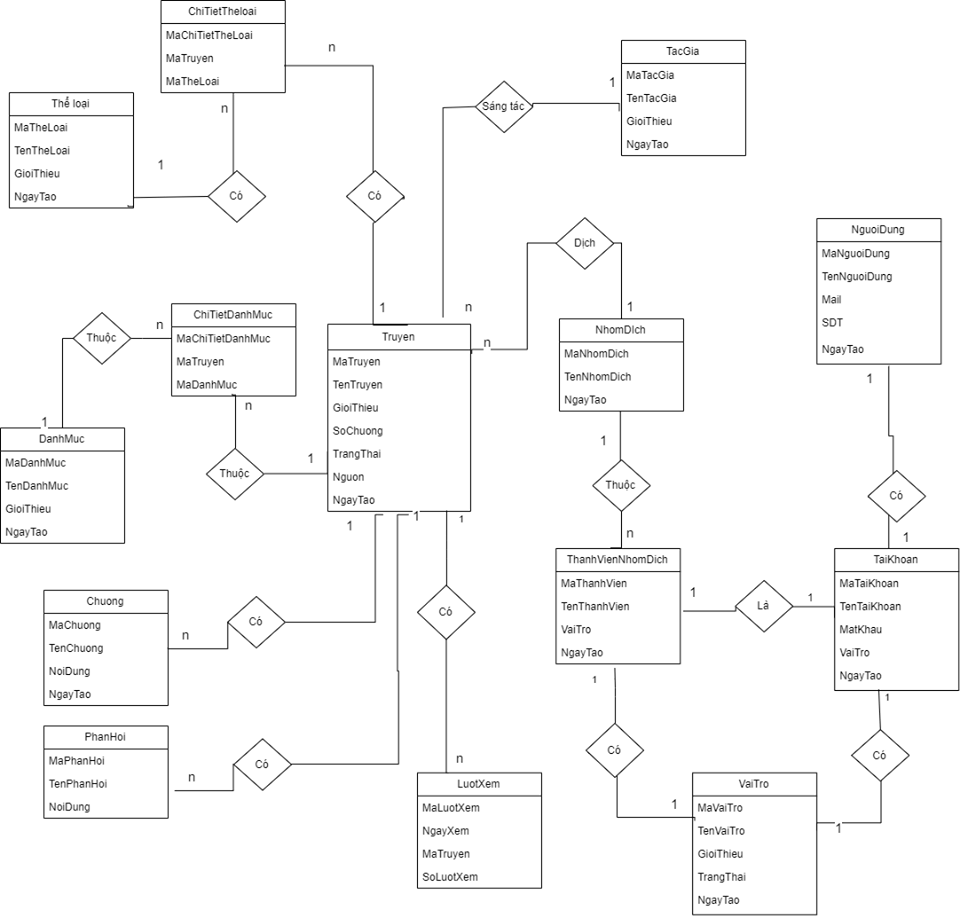 ChiTietTheloai
MaChiTietTheLoai
MaTruyen
MaTheLoai
n
n
Thể loại
MaTheLoai
TenTheLoai
GioiThieu
NgayTao
1
Có
Có
1
Sáng tác
n
1
TacGia
MaTacGia
TenTacGia
GioiThieu
NgayTao
Dịch
n
1
NguoiDung
MaNguoiDung
TenNguoiDung
Mail
SDT
NgayTao
1
ChiTietDanhMuc
MaChiTietDanhMuc
MaTruyen
MaDanhMuc
Thuộc
n
1
n
Thuộc
1
DanhMuc
MaDanhMuc
TenDanhMuc
GioiThieu
NgayTao
Truyen
MaTruyen
TenTruyen
GioiThieu
SoChuong
TrangThai
Nguon
NgayTao
1
1
1
NhomDIch
MaNhomDich
TenNhomDich
NgayTao
1
Thuộc
n
Có
1
ThanhVienNhomDich
MaThanhVien
TenThanhVien
VaiTro
NgayTao
1
Là
1
TaiKhoan
MaTaiKhoan
TenTaiKhoan
MatKhau
VaiTro
NgayTao
Chuong
MaChuong
TenChuong
NoiDung
NgayTao
n
Có
Có
n
PhanHoi
MaPhanHoi
TenPhanHoi
NoiDung
n
Có
LuotXem
MaLuotXem
NgayXem
MaTruyen
SoLuotXem
1
Có
1
1
Có
1
VaiTro
MaVaiTro
TenVaiTro
GioiThieu
TrangThai
NgayTao